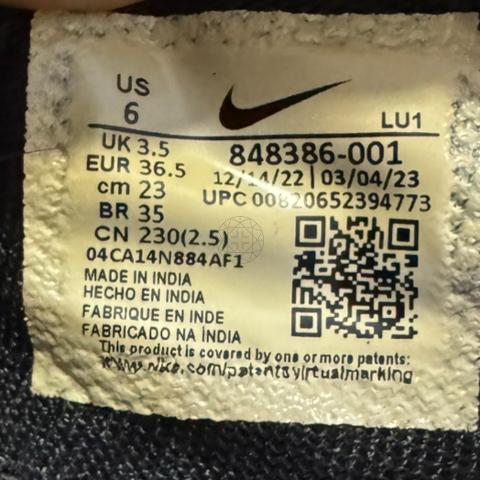 US
6
LU1
UK 3.5
848386-001
EUR 36.5
12/14/22 | 03/04/23
cm 23
UPC 00820652394773
BR 35
CN 230(2.5)
04CA14N884AF1
MADE IN INDIA
HECHO EN INDIA
FABRIQUE EN INDE
FABRICADO NA ÍNDIA
This product is covered by one or more patents: